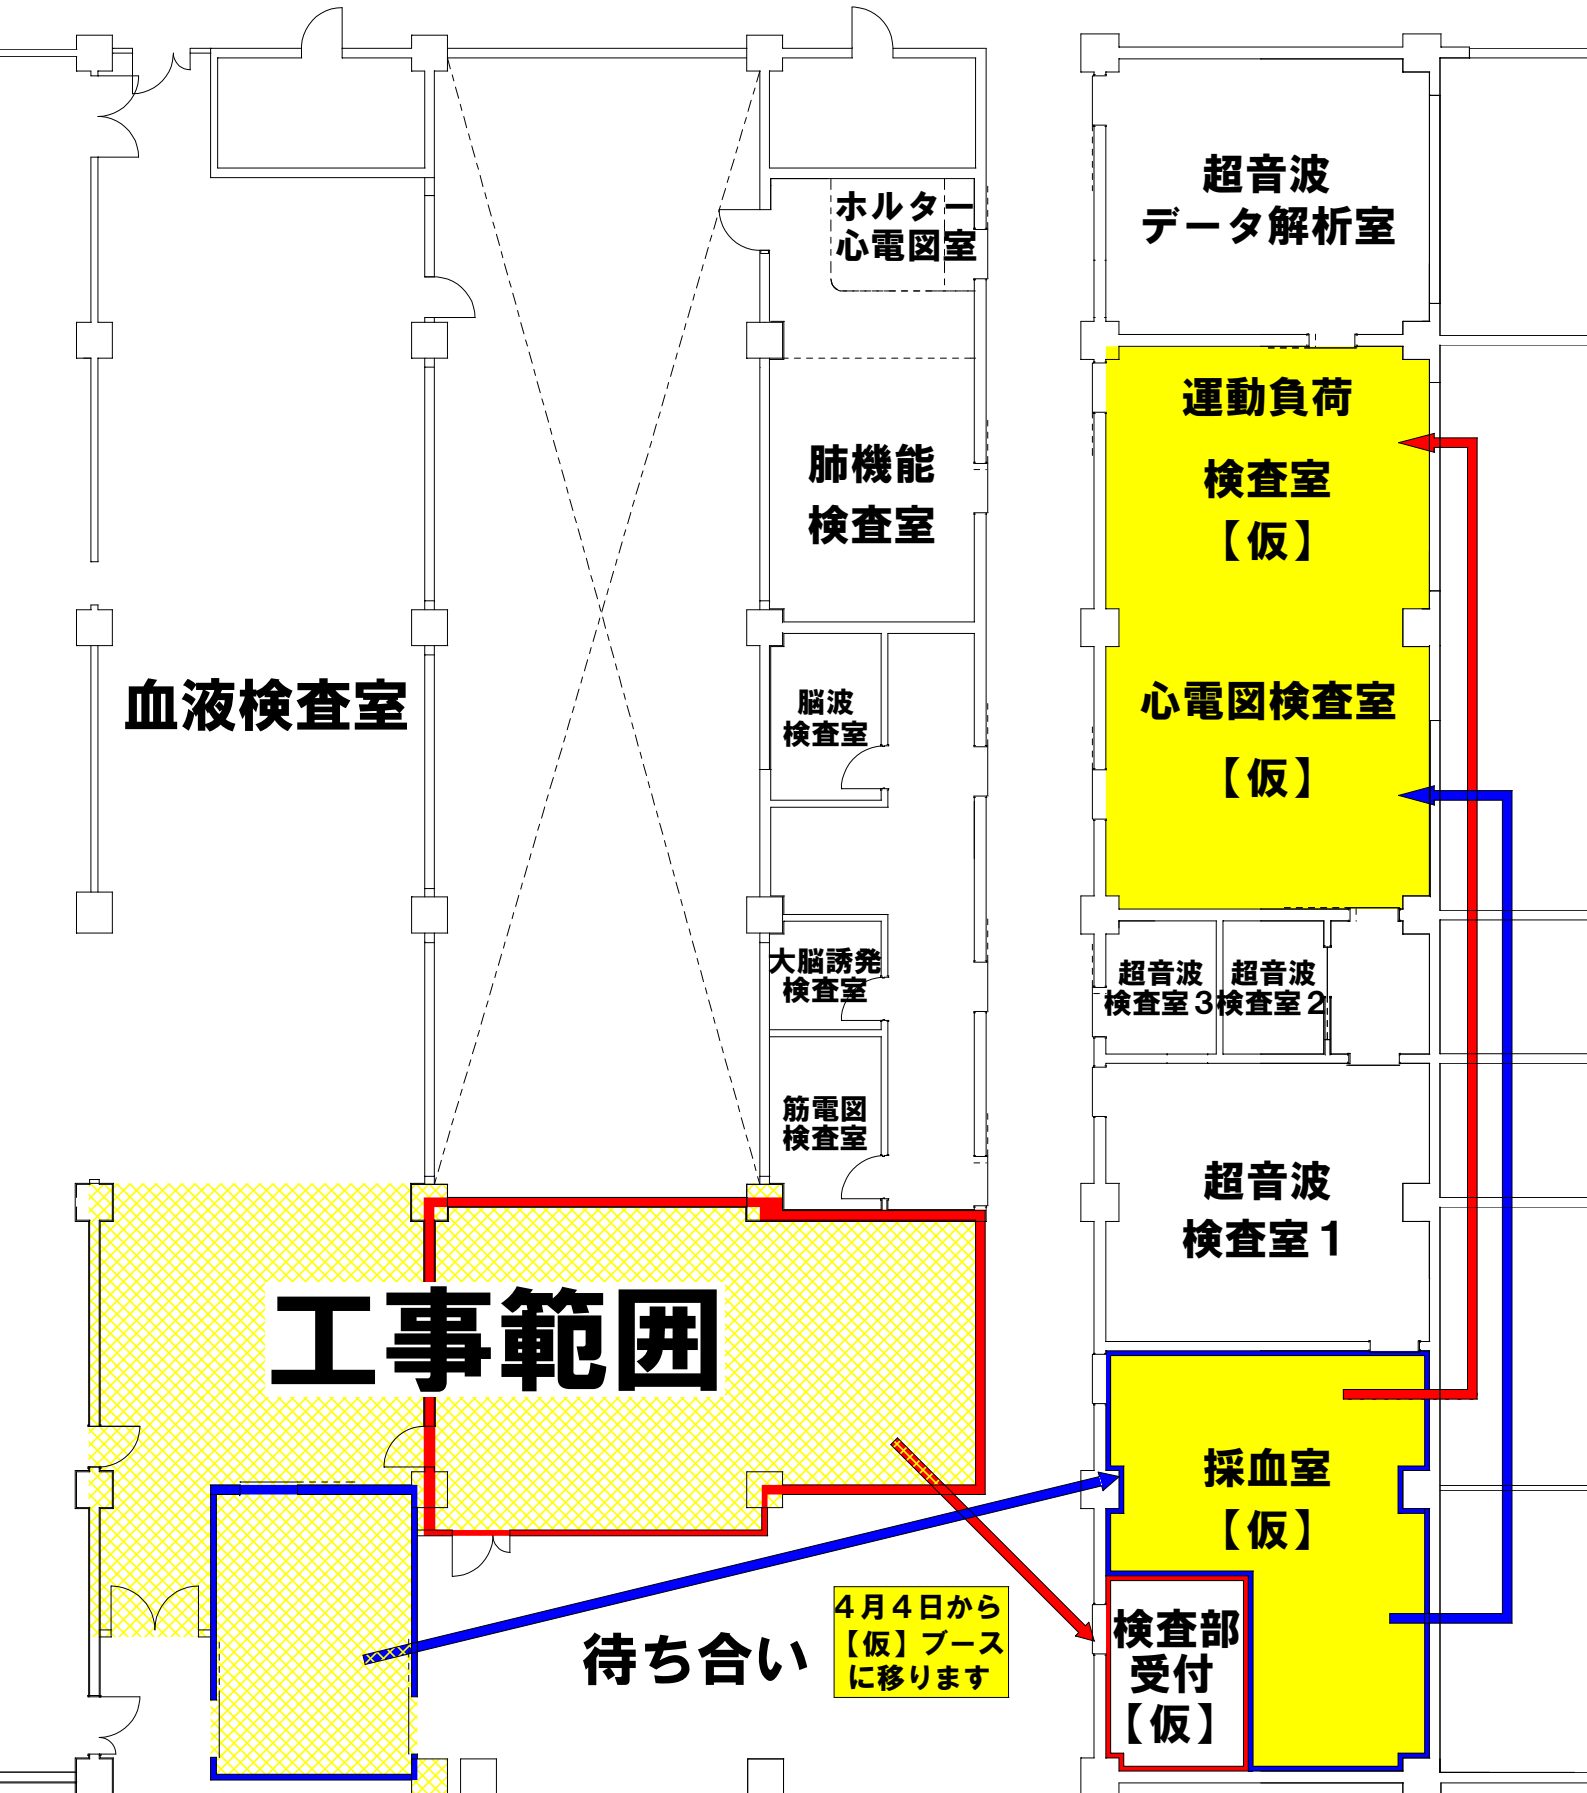 ホルター
心電図室
肺機能
検査室
血液検査室
脳波
検査室
大脳誘発
検査室
筋電図
検査室
工事範囲
待ち合い
4月4日から
【仮】ブース
に移ります
超音波
データ解析室
運動負荷
検査室
【仮】
心電図検査室
【仮】
超音波
検査室3
超音波
検査室2
超音波
検査室1
採血室
【仮】
検査部
受付
【仮】